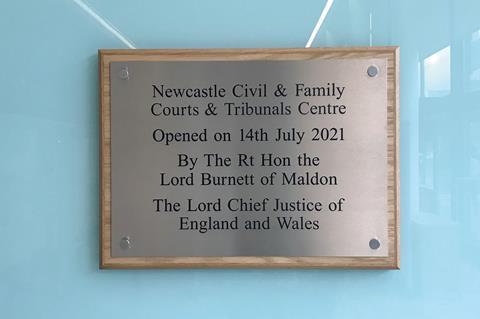 Newcastle Civil & Family
Courts & Tribunals Centre
Opened on 14th July 2021
By The Rt Hon the
Lord Burnett of Maldon
The Lord Chief Justice of
England and Wales